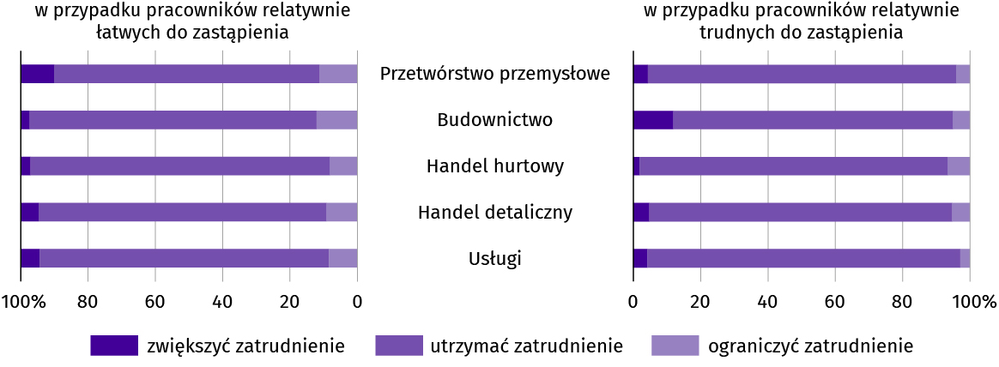 w przypadku pracowników relatywnie
łatwych do zastąpienia
w przypadku pracowników relatywnie
trudnych do zastąpienia
Przetwórstwo przemysłowe
Budownictwo
Handel hurtowy
Handel detaliczny
Usługi
100% 80 60 40 20 0
0 20 40 60 80 100%
zwiększyć zatrudnienie utrzymać zatrudnienie ograniczyć zatrudnienie